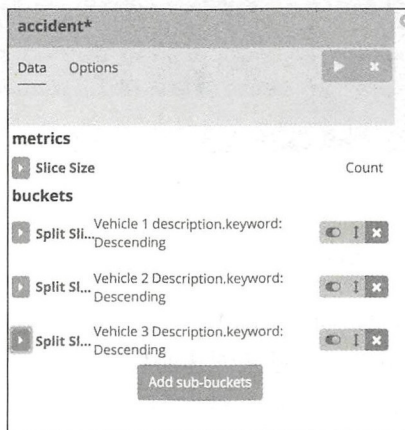 accident*
Data Options
metrics
Slice Size Count
buckets
Split Sli... Vehicle 1 description.keyword:
Descending
Split Sl... Vehicle 2 Description.keyword:
Descending
Split Sl... Vehicle 3 Description.keyword:
Descending
Add sub-buckets